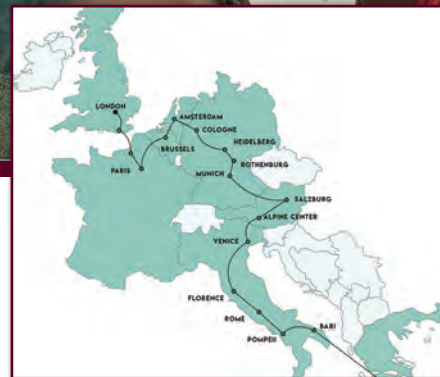 LONDON
AMSTERDAM
COLOGNE
BRUSSELS
HEIDELBERG
PARIS
ROTHENBURG
MUNICH
SALZBURG
ALPINE CENTER
VENICE
FLORENCE
ROME
BARI
POMPEII